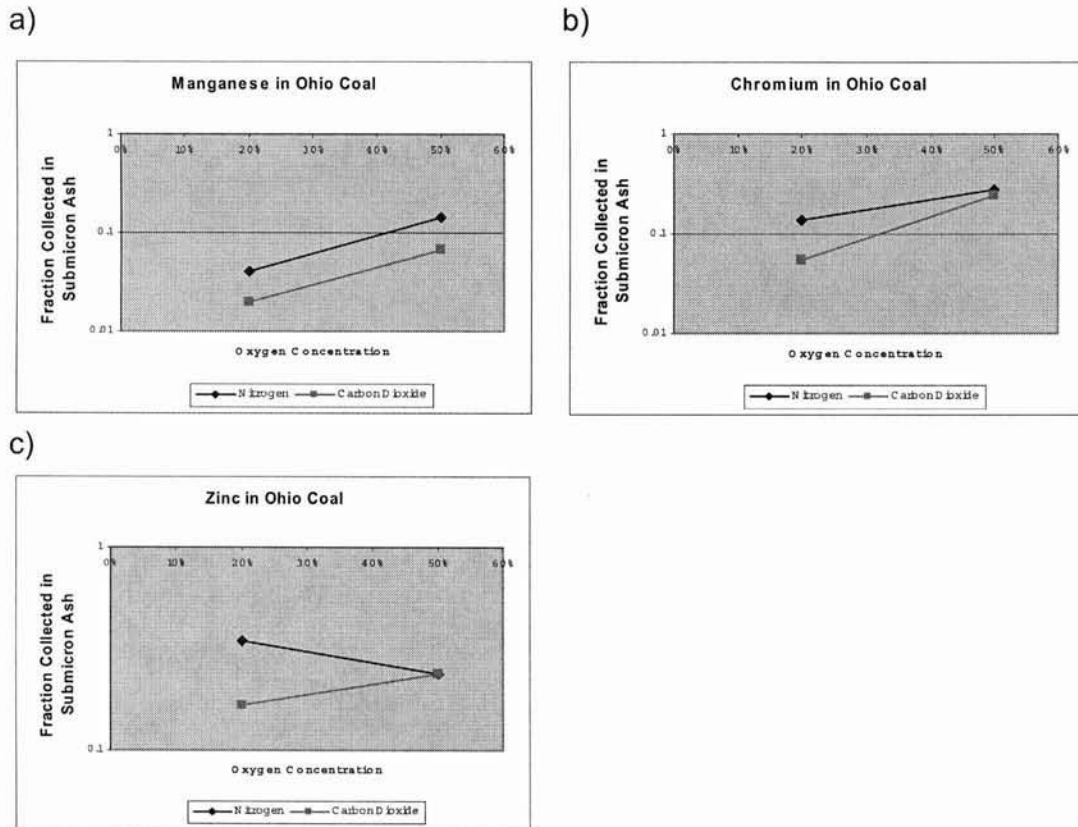 a)
Manganese in Ohio Coal
Fraction Collected in
Submicron Ash
1
0% 10% 20% 30% 40% 50% 60%
0.1
0.01
Oxygen Concentration
Nitrogen Carbon Dioxide
b)
Chromium in Ohio Coal
Fraction Collected in
Submicron Ash
1
0% 10% 20% 30% 40% 50% 60%
0.1
0.01
Oxygen Concentration
Nitrogen Carbon Dioxide
c)
Zinc in Ohio Coal
Fraction Collected in
Submicron Ash
1
0% 10% 20% 30% 40% 50% 60%
0.1
Oxygen Concentration
Nitrogen Carbon Dioxide